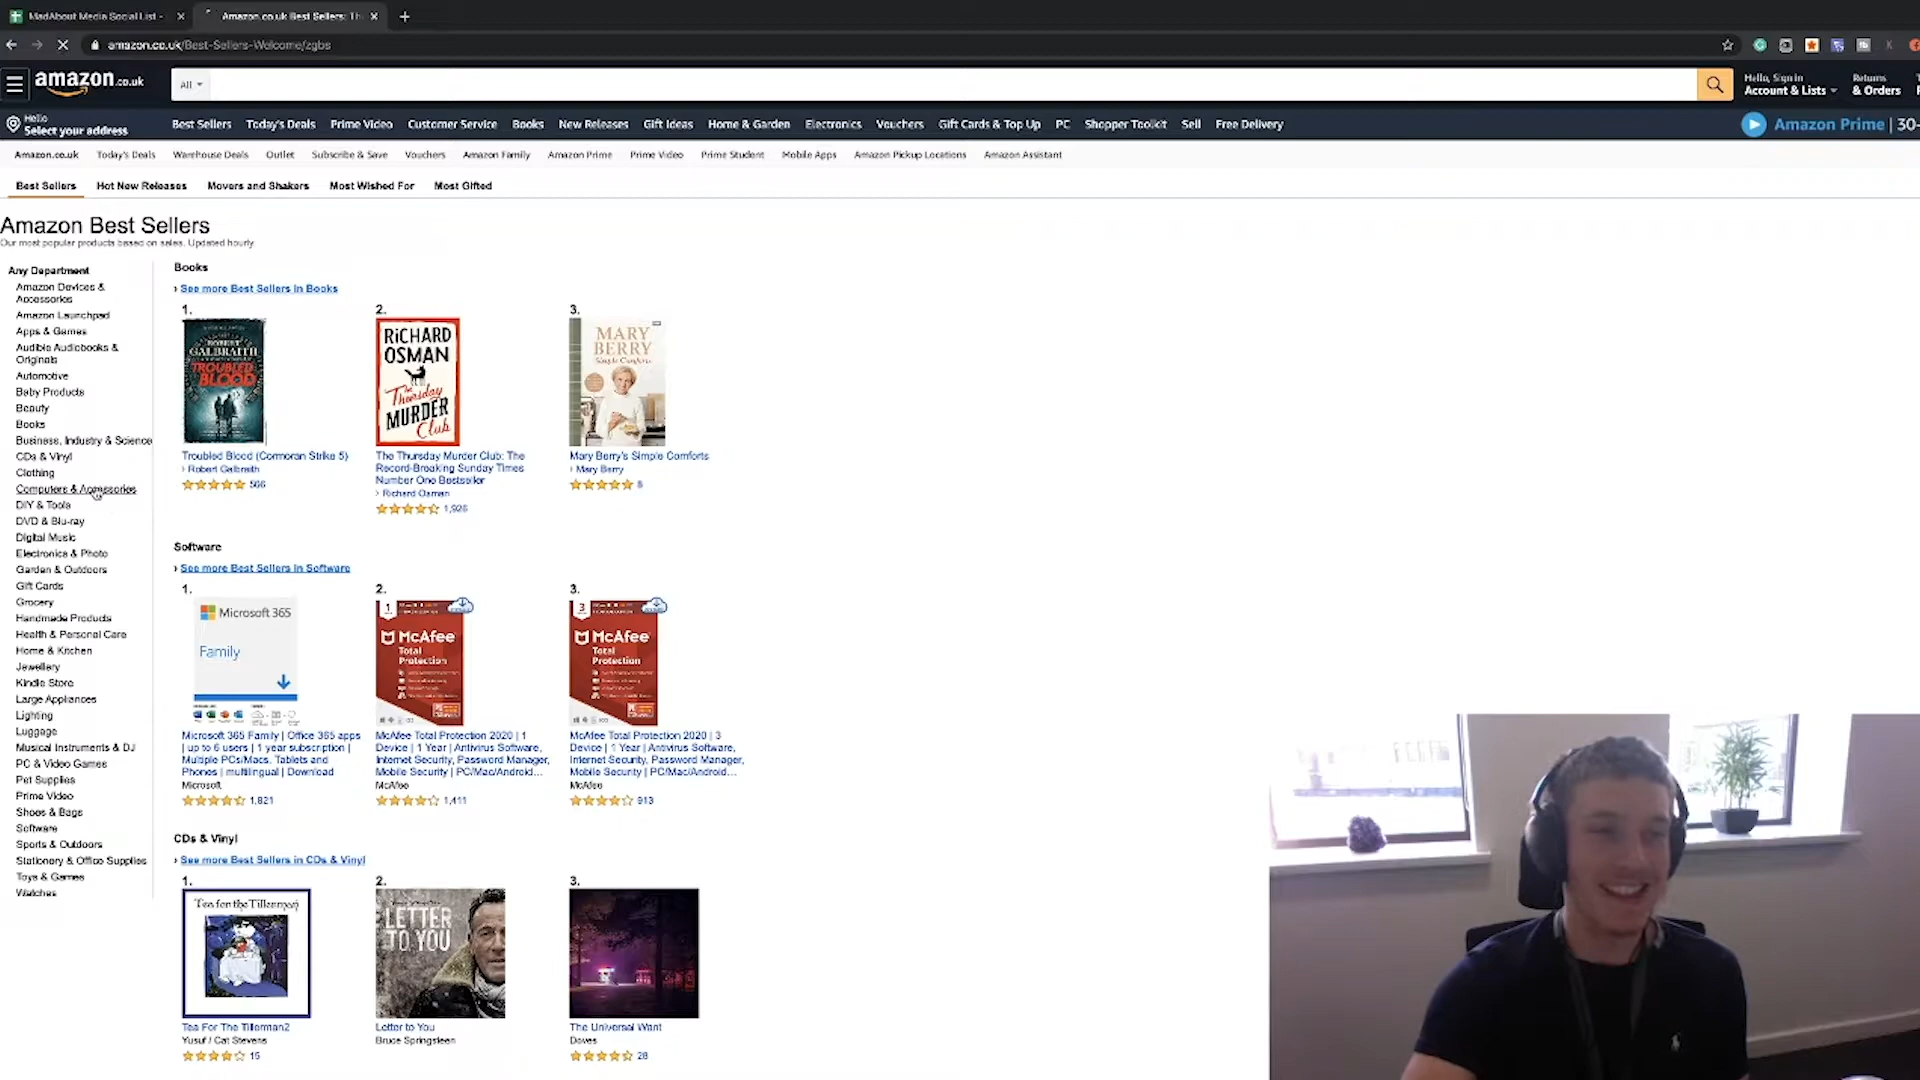 MadAbout Media Social List -
Amazon.co.uk Best Sellers: Th
amazon.co.uk/Best-Sellers-Welcome/zgbs
amazon.co.uk
All
Hello, Sign in
Account & Lists
Returns
& Orders
Hello
Select your address
Best Sellers Today's Deals Prime Video Customer Service Books New Releases Gift Ideas Home & Garden Electronics Vouchers Gift Cards & Top Up PC Shopper Toolkit Sell Free Delivery
Amazon Prime | 30-
Amazon.co.uk Today's Deals Warehouse Deals Outlet Subscribe & Save Vouchers Amazon Family Amazon Prime Prime Video Prime Student Mobile Apps Amazon Pickup Locations Amazon Assistant
Best Sellers Hot New Releases Movers and Shakers Most Wished For Most Gifted
Amazon Best Sellers
Our most popular products based on sales. Updated hourly
Any Department
Amazon Devices &
Accessories
Amazon Launchpad
Apps & Games
Audible Audiobooks &
Originals
Automotive
Baby Products
Beauty
Books
Business, Industry & Science
CDs & Vinyl
Clothing
Computers & Accessories
DIY & Tools
DVD & Blu-ray
Digital Music
Electronics & Photo
Garden & Outdoors
Gift Cards
Grocery
Handmade Products
Health & Personal Care
Home & Kitchen
Jewellery
Kindle Store
Large Appliances
Lighting
Luggage
Musical Instruments & DJ
PC & Video Games
Pet Supplies
Prime Video
Shoes & Bags
Software
Sports & Outdoors
Stationery & Office Supplies
Toys & Games
Watches
Books
› See more Best Sellers in Books
1.
ROBERT
GALBRAITH
TROUBLED
BLOOD
Troubled Blood (Cormoran Strike 5)
› Robert Galbraith
566
2.
RICHARD
OSMAN
The
Thursday
MURDER
Club
The Thursday Murder Club: The
Record-Breaking Sunday Times
Number One Bestseller
› Richard Osman
1,926
3.
MARY
BERRY
Simple Comforts
Mary Berry's Simple Comforts
› Mary Berry
8
Software
› See more Best Sellers in Software
1.
Microsoft 365
Family
Microsoft 365 Family | Office 365 apps
| up to 6 users | 1 year subscription |
Multiple PCs/Macs, Tablets and
Phones | multilingual | Download
Microsoft
1,821
2.
1
McAfee
Total
Protection
McAfee Total Protection 2020 | 1
Device | 1 Year | Antivirus Software,
Internet Security, Password Manager,
Mobile Security | PC/Mac/Android...
McAfee
1,411
3.
3
McAfee
Total
Protection
McAfee Total Protection 2020 | 3
Device | 1 Year | Antivirus Software,
Internet Security, Password Manager,
Mobile Security | PC/Mac/Android...
McAfee
913
CDs & Vinyl
› See more Best Sellers in CDs & Vinyl
1.
Tea for the Tillerman
Tea For The Tillerman2
Yusuf / Cat Stevens
15
2.
LETTER
TO YOU
Letter to You
Bruce Springsteen
3.
The Universal Want
Doves
28